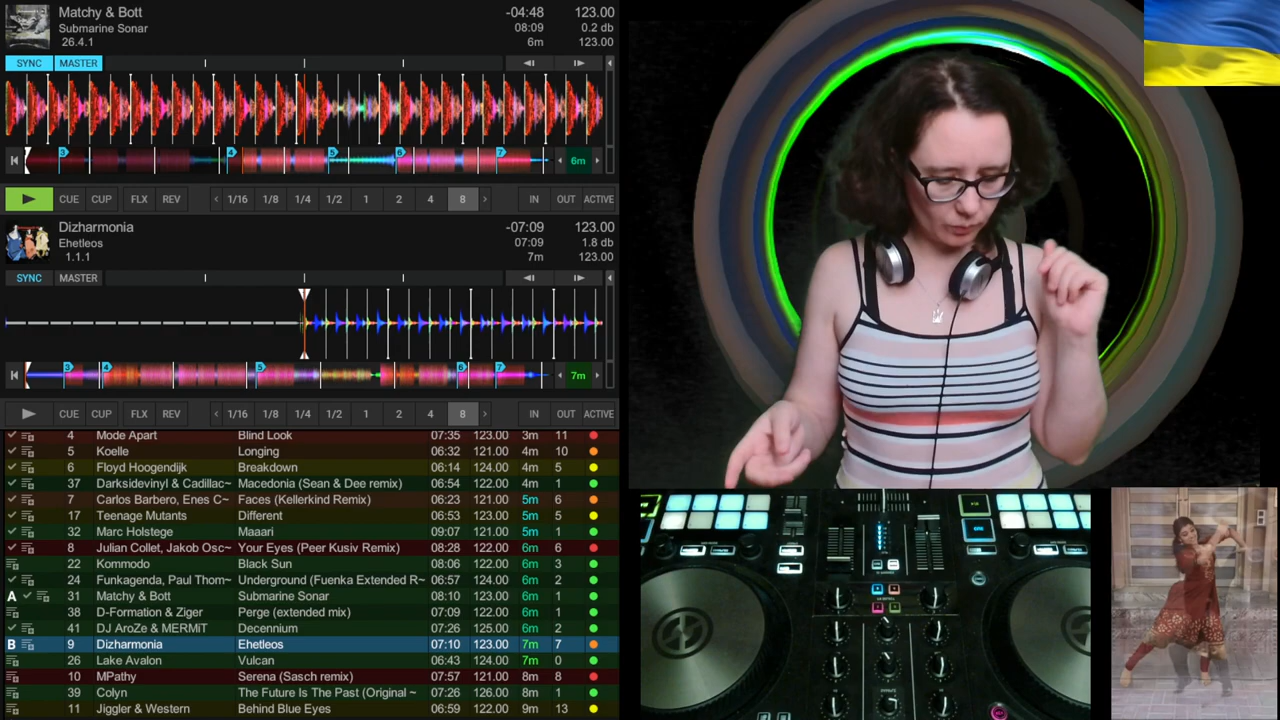 Matchy & Bott -04:48 123.00
Submarine Sonar 08:09 0.2 db
26.4.1 6m 123.00
SYNC MASTER
3 4 5 6 7 6m
CUE CUP FLX REV 1/16 1/8 1/4 1/2 1 2 4 8 IN OUT ACTIVE
Dizharmonia -07:09 123.00
Ehetleos 07:09 1.8 db
1.1.1 7m 123.00
SYNC MASTER
3 4 5 6 7 7m
CUE CUP FLX REV 1/16 1/8 1/4 1/2 1 2 4 8 IN OUT ACTIVE
4 Mode Apart Blind Look 07:35 123.00 3m 11
5 Koelle Longing 06:32 121.00 4m 10
6 Floyd Hoogendijk Breakdown 06:14 124.00 4m 5
37 Darksidevinyl & Cadillac~ Macedonia (Sean & Dee remix) 06:54 122.00 4m 1
7 Carlos Barbero, Enes C~ Faces (Kellerkind Remix) 06:23 121.00 5m 6
17 Teenage Mutants Different 06:53 123.00 5m 5
32 Marc Holstege Maaari 09:07 121.00 5m 1
8 Julian Collet, Jakob Osc~ Your Eyes (Peer Kusiv Remix) 08:28 122.00 6m 6
22 Kommodo Black Sun 08:06 122.00 6m 3
24 Funkagenda, Paul Thom~ Underground (Fuenka Extended R~ 06:57 124.00 6m 2
A 31 Matchy & Bott Submarine Sonar 08:10 123.00 6m 1
38 D-Formation & Ziger Perge (extended mix) 07:09 122.00 6m 1
41 DJ AroZe & MERMiT Decennium 07:26 125.00 6m 2
B 9 Dizharmonia Ehetleos 07:10 123.00 7m 7
26 Lake Avalon Vulcan 06:43 124.00 7m 0
10 MPathy Serena (Sasch remix) 07:57 121.00 8m 8
39 Colyn The Future Is The Past (Original ~ 07:26 126.00 8m 1
11 Jiggler & Western Behind Blue Eyes 06:59 122.00 9m 13